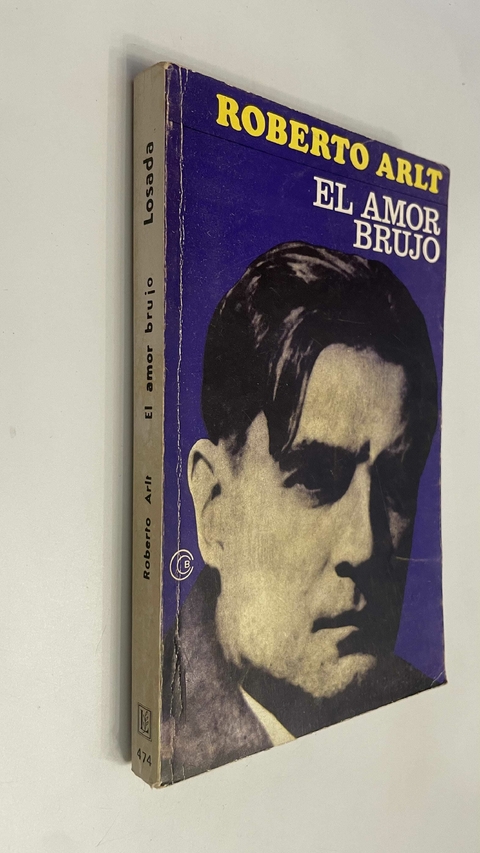 ROBERTO ARLT
EL AMOR
BRUJO
B
Roberto Arlt El amor brujo Losada
474